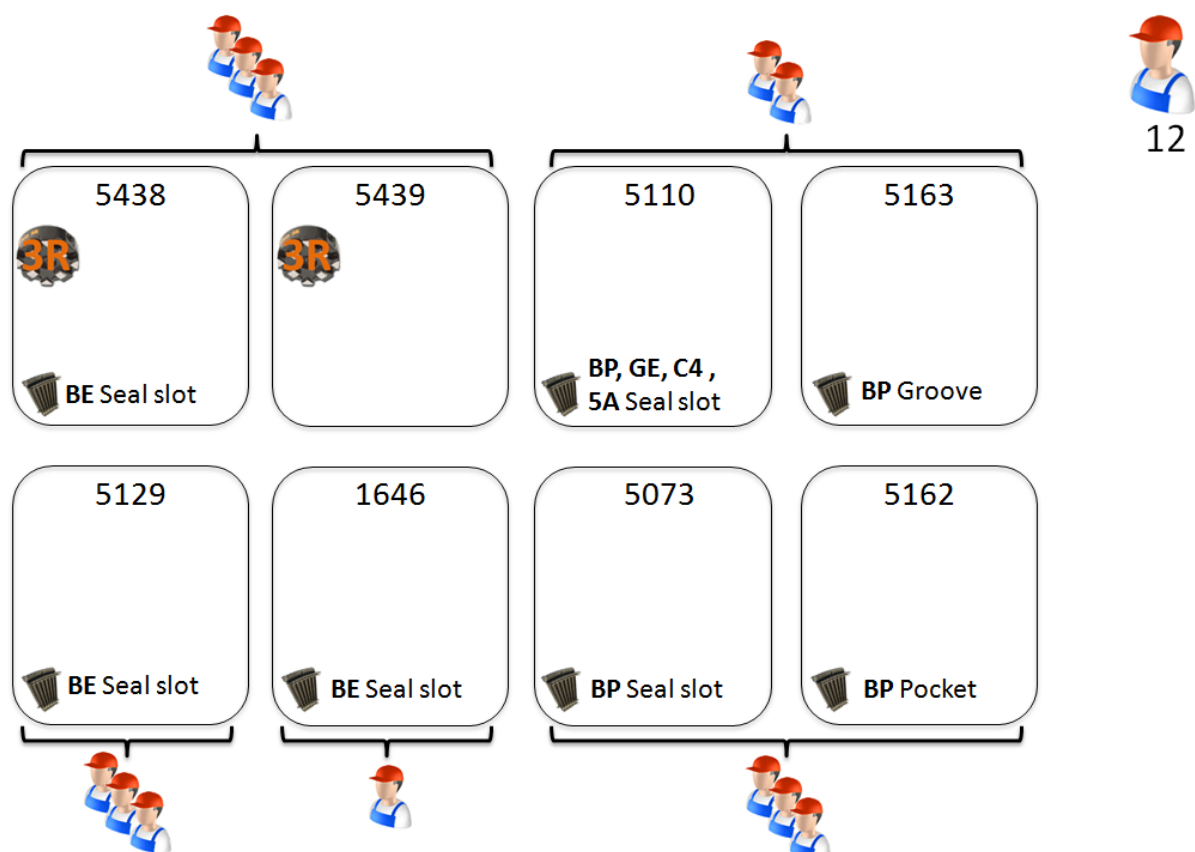 12
5438
5439
5110
5163
3R
3R
BE Seal slot
BP, GE, C4 ,
5A Seal slot
BP Groove
5129
1646
5073
5162
BE Seal slot
BE Seal slot
BP Seal slot
BP Pocket